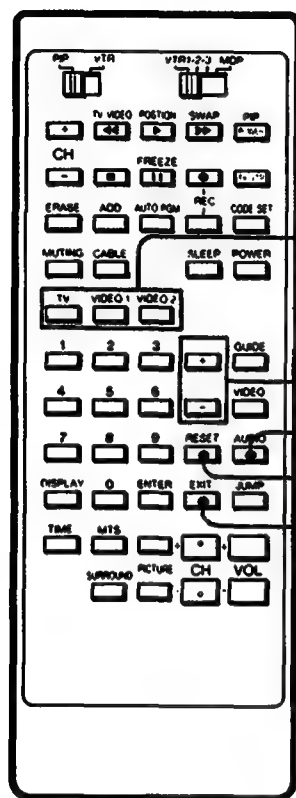 PIP VTR VTR1-2-3 MDP
+ TV VIDEO POSITION SWAP PIP
CH FREEZE
-
REC
ERASE ADD AUTO PGM CODE SET
MUTING CABLE SLEEP POWER
TV VIDEO 1 VIDEO 2
1 2 3 + GUIDE
4 5 6 - VIDEO
7 8 9 RESET AUDIO
DISPLAY 0 ENTER EXIT JUMP
TIME MTS
+ +
SURROUND PICTURE CH VOL
- -